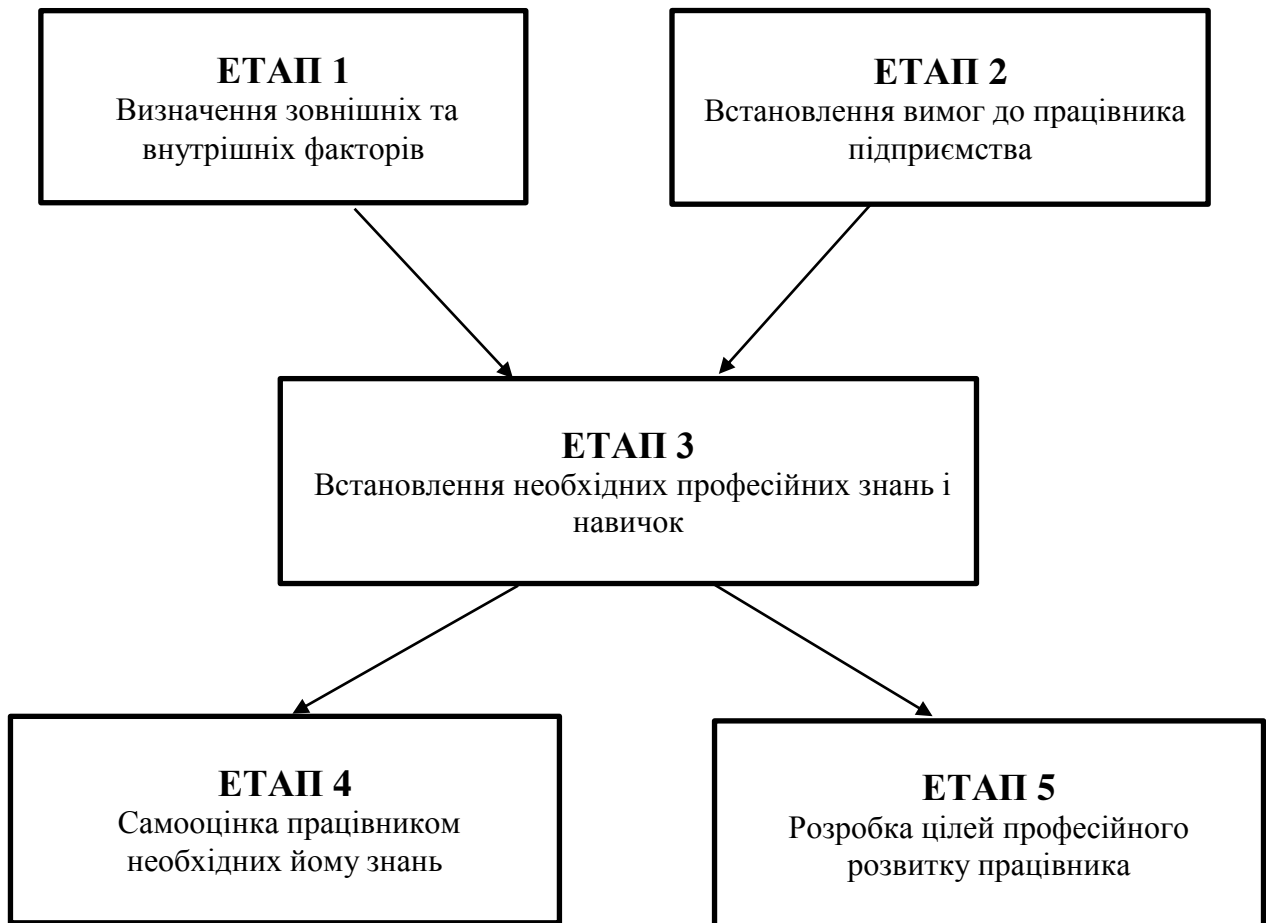 ЕТАП 1
Визначення зовнішніх та
внутрішніх факторів
ЕТАП 2
Встановлення вимог до працівника
підприємства
ЕТАП 3
Встановлення необхідних професійних знань і
навичок
ЕТАП 4
Самооцінка працівником
необхідних йому знань
ЕТАП 5
Розробка цілей професійного
розвитку працівника